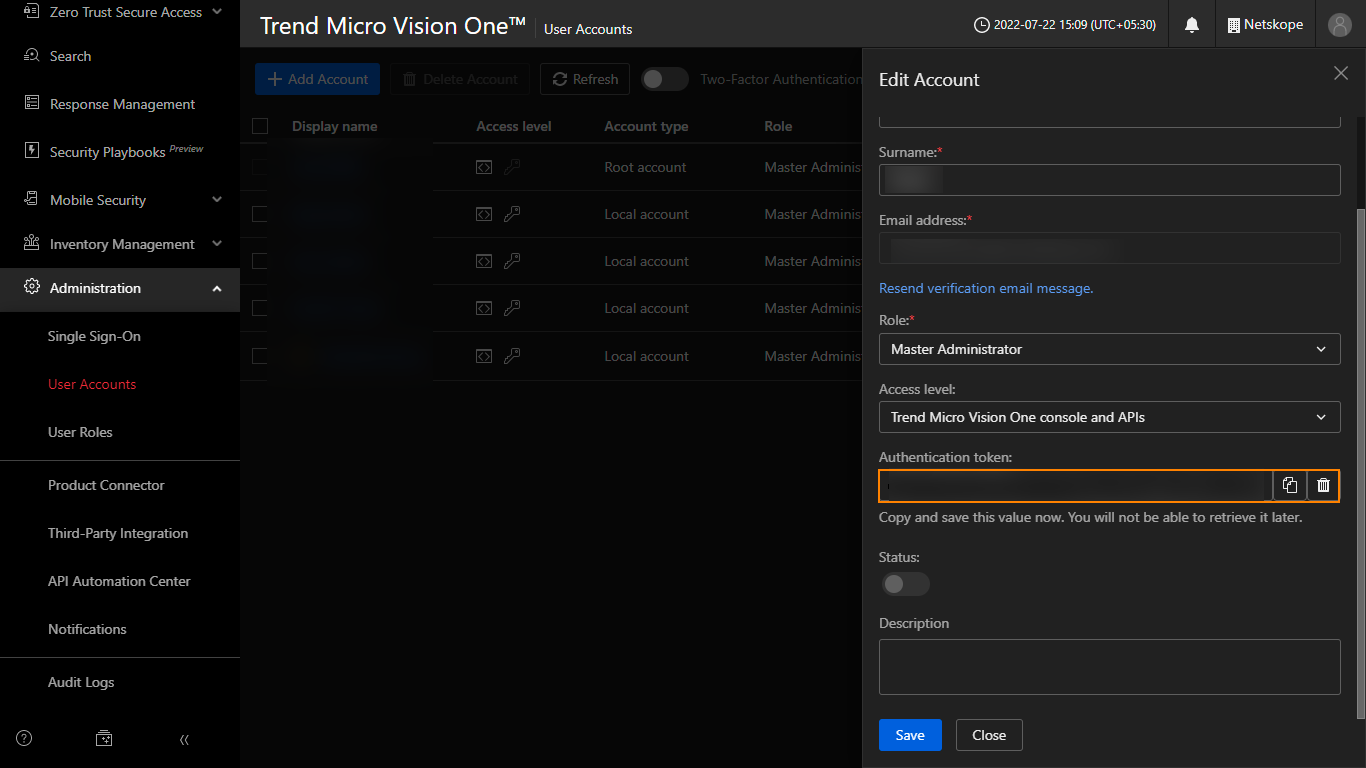 Zero Trust Secure Access
Search
Response Management
Security Playbooks Preview
Mobile Security
Inventory Management
Administration
Single Sign-On
User Accounts
User Roles
Product Connector
Third-Party Integration
API Automation Center
Notifications
Audit Logs
Trend Micro Vision One™ User Accounts
2022-07-22 15:09 (UTC+05:30)
Netskope
Add Account Delete Account Refresh Two-Factor Authentication
Display name Access level Account type Role
Root account Master Adminis
Local account Master Adminis
Local account Master Adminis
Local account Master Adminis
Local account Master Adminis
Edit Account
Surname:*
Email address:*
Resend verification email message.
Role:*
Master Administrator
Access level:
Trend Micro Vision One console and APIs
Authentication token:
Copy and save this value now. You will not be able to retrieve it later.
Status:
Description
Save Close